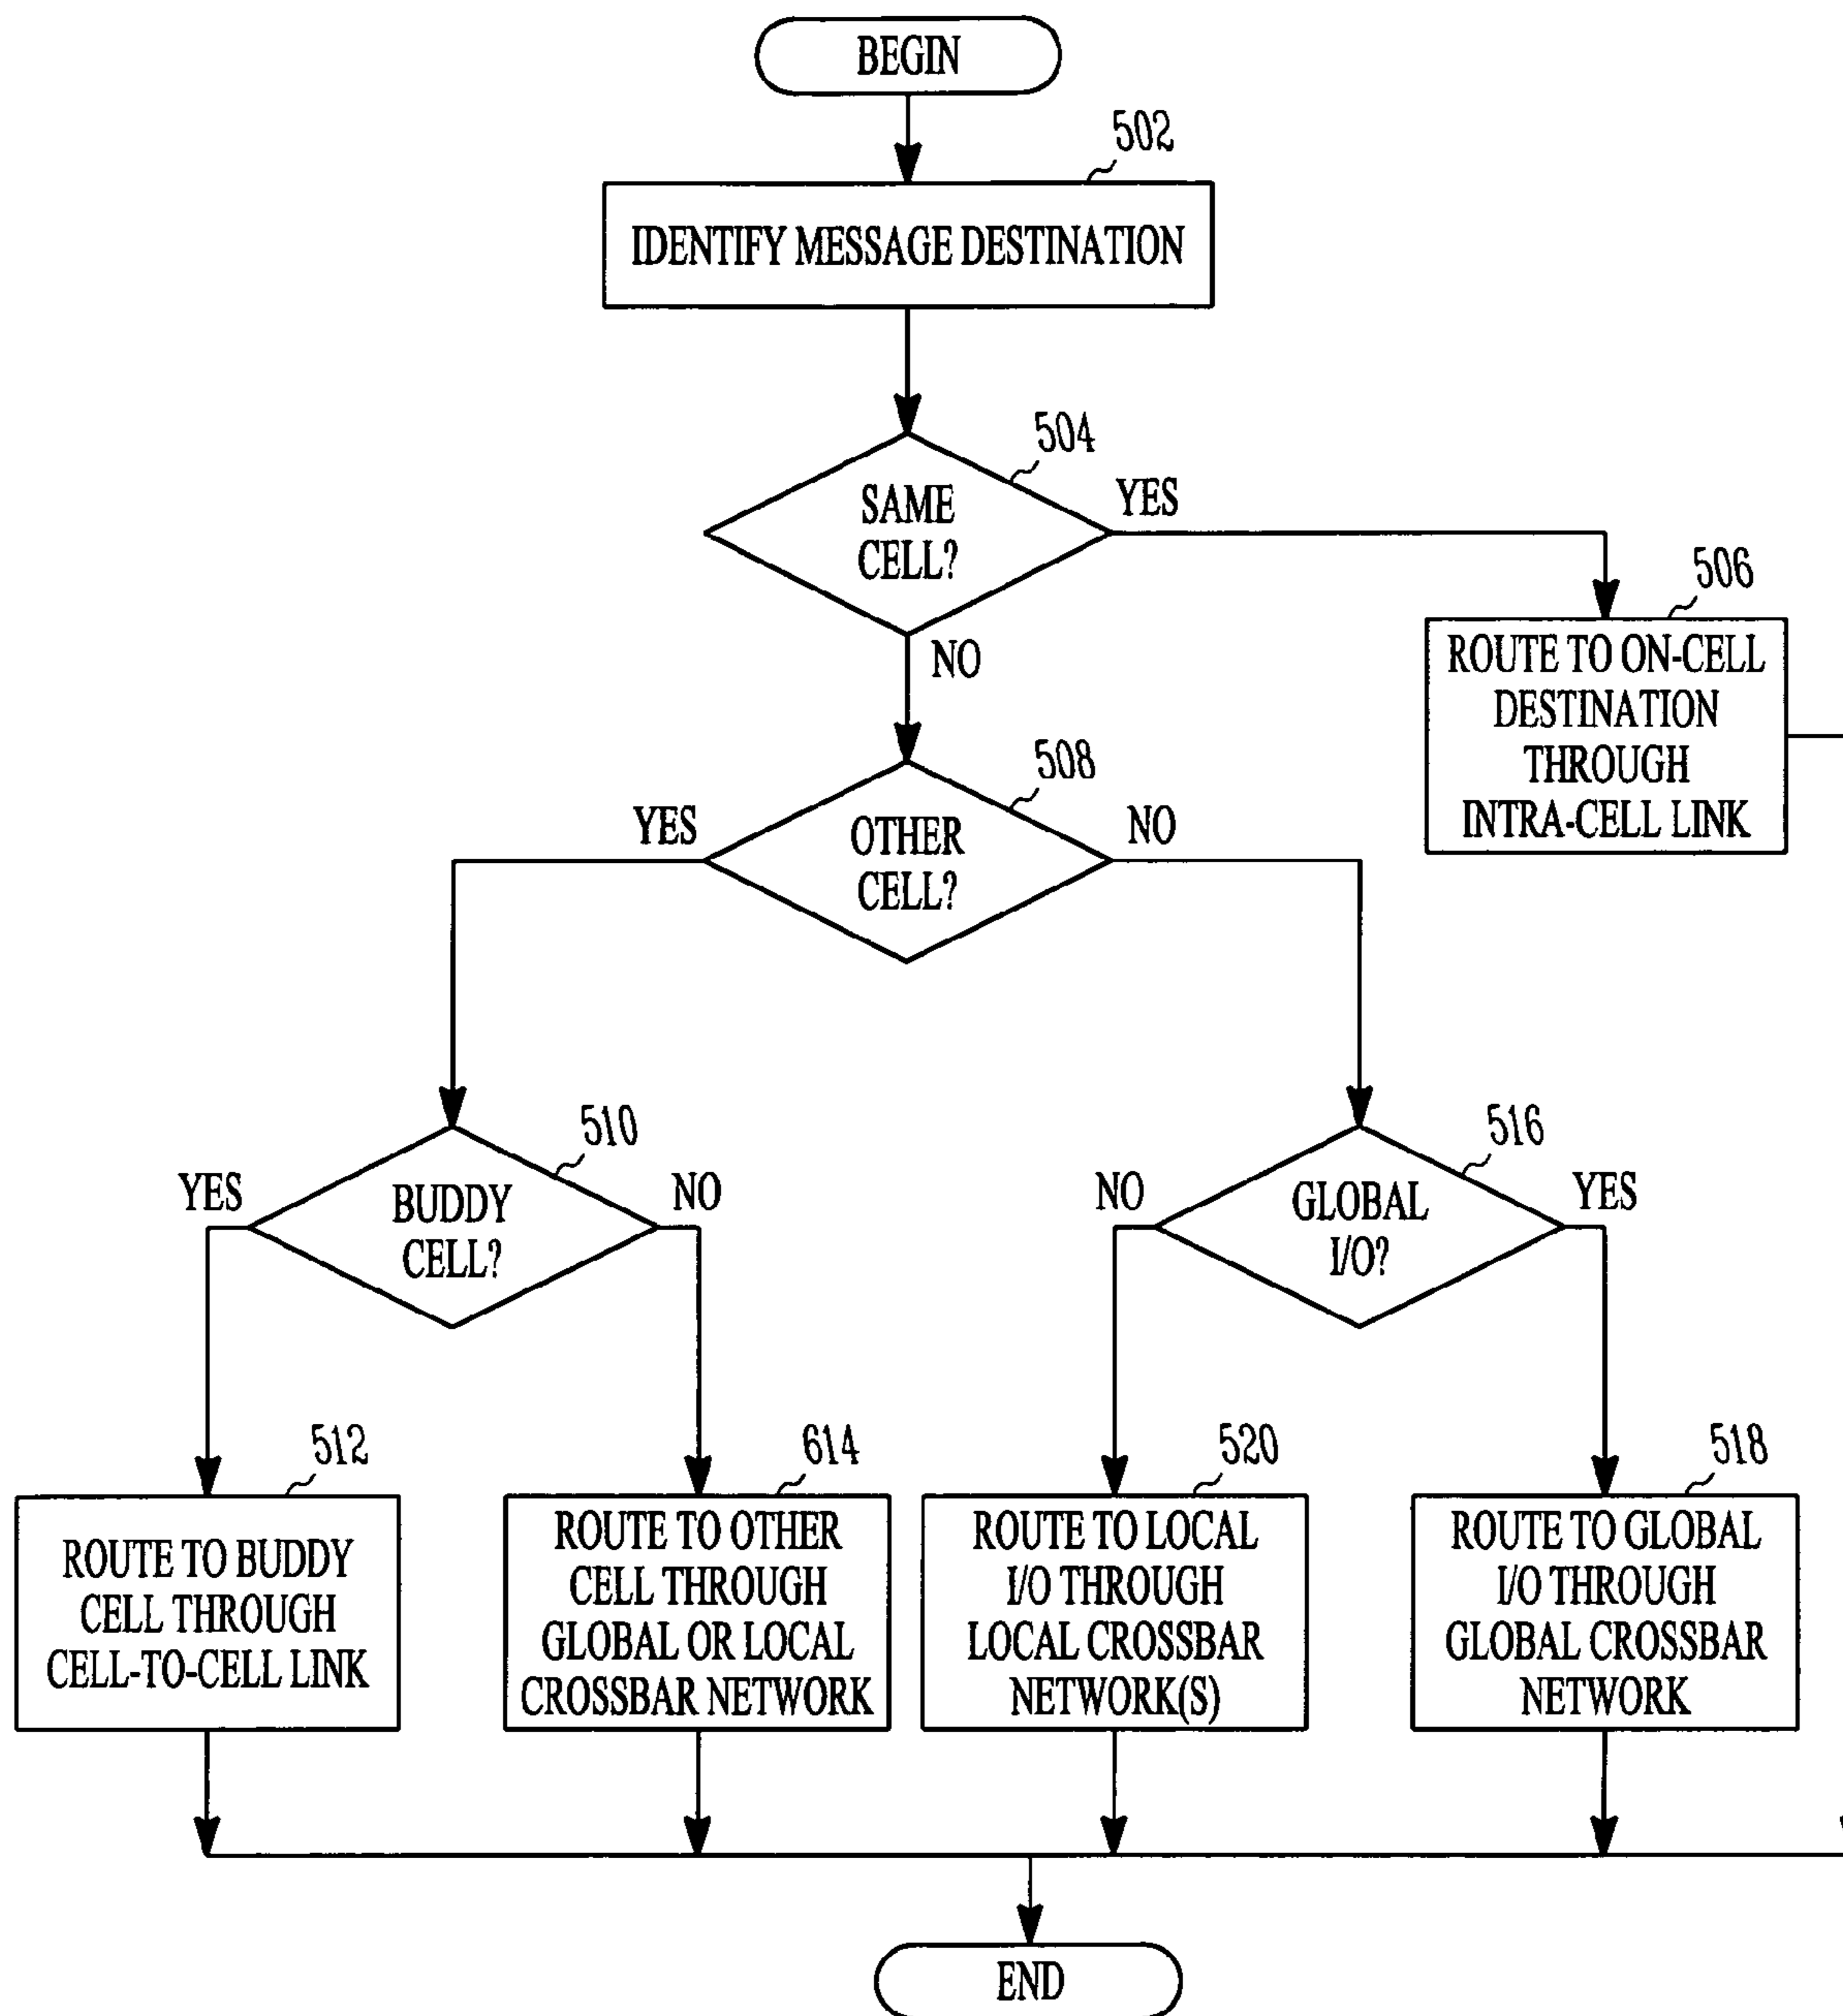 BEGIN
502
IDENTIFY MESSAGE DESTINATION
504
SAME
CELL?
YES
NO
506
ROUTE TO ON-CELL
DESTINATION
THROUGH
INTRA-CELL LINK
508
YES
OTHER
CELL?
NO
510
YES
BUDDY
CELL?
NO
516
NO
GLOBAL
I/O?
YES
512
ROUTE TO BUDDY
CELL THROUGH
CELL-TO-CELL LINK
614
ROUTE TO OTHER
CELL THROUGH
GLOBAL OR LOCAL
CROSSBAR NETWORK
520
ROUTE TO LOCAL
I/O THROUGH
LOCAL CROSSBAR
NETWORK(S)
518
ROUTE TO GLOBAL
I/O THROUGH
GLOBAL CROSSBAR
NETWORK
END